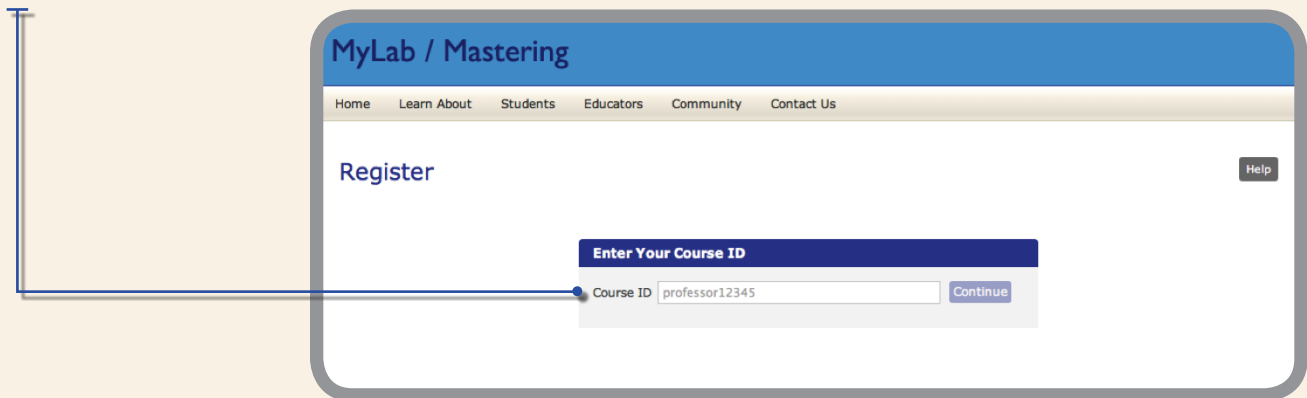 MyLab / Mastering
Home Learn About Students Educators Community Contact Us
Register
Help
Enter Your Course ID
Course ID professor12345 Continue